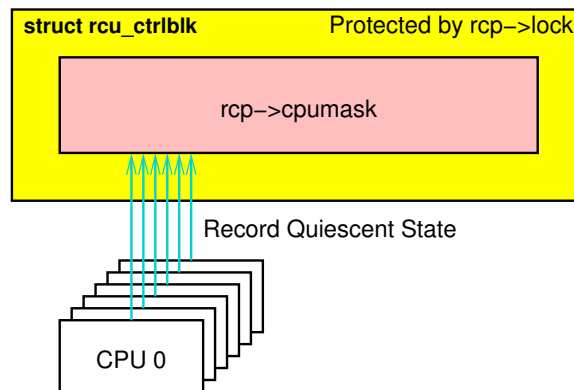 struct rcu_ctrlblk Protected by rcp->lock
rcp->cpumask
Record Quiescent State
CPU 0